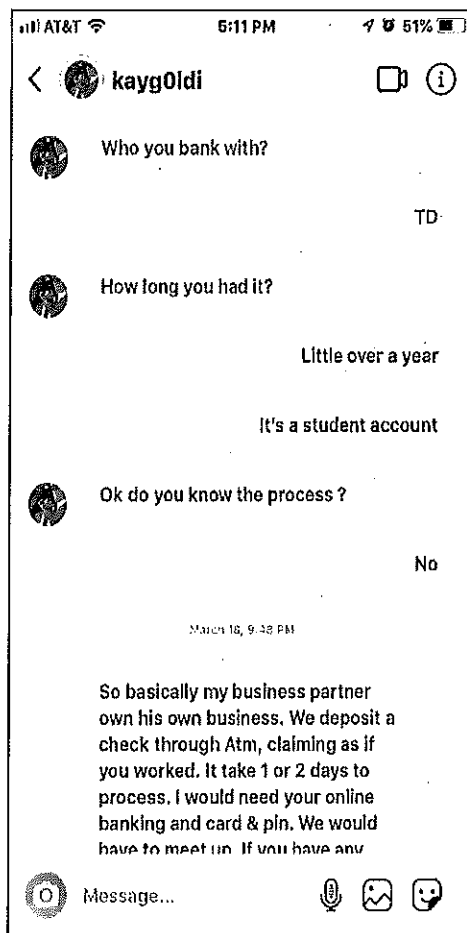 AT&T 5:11 PM 51%
kayg0ldi
Who you bank with?
TD
How long you had it?
Little over a year
It's a student account
Ok do you know the process ?
No
March 16, 9:48 PM
So basically my business partner
own his own business. We deposit a
check through Atm, claiming as if
you worked. It take 1 or 2 days to
process. I would need your online
banking and card & pin. We would
have to meet up. If you have any
Message...